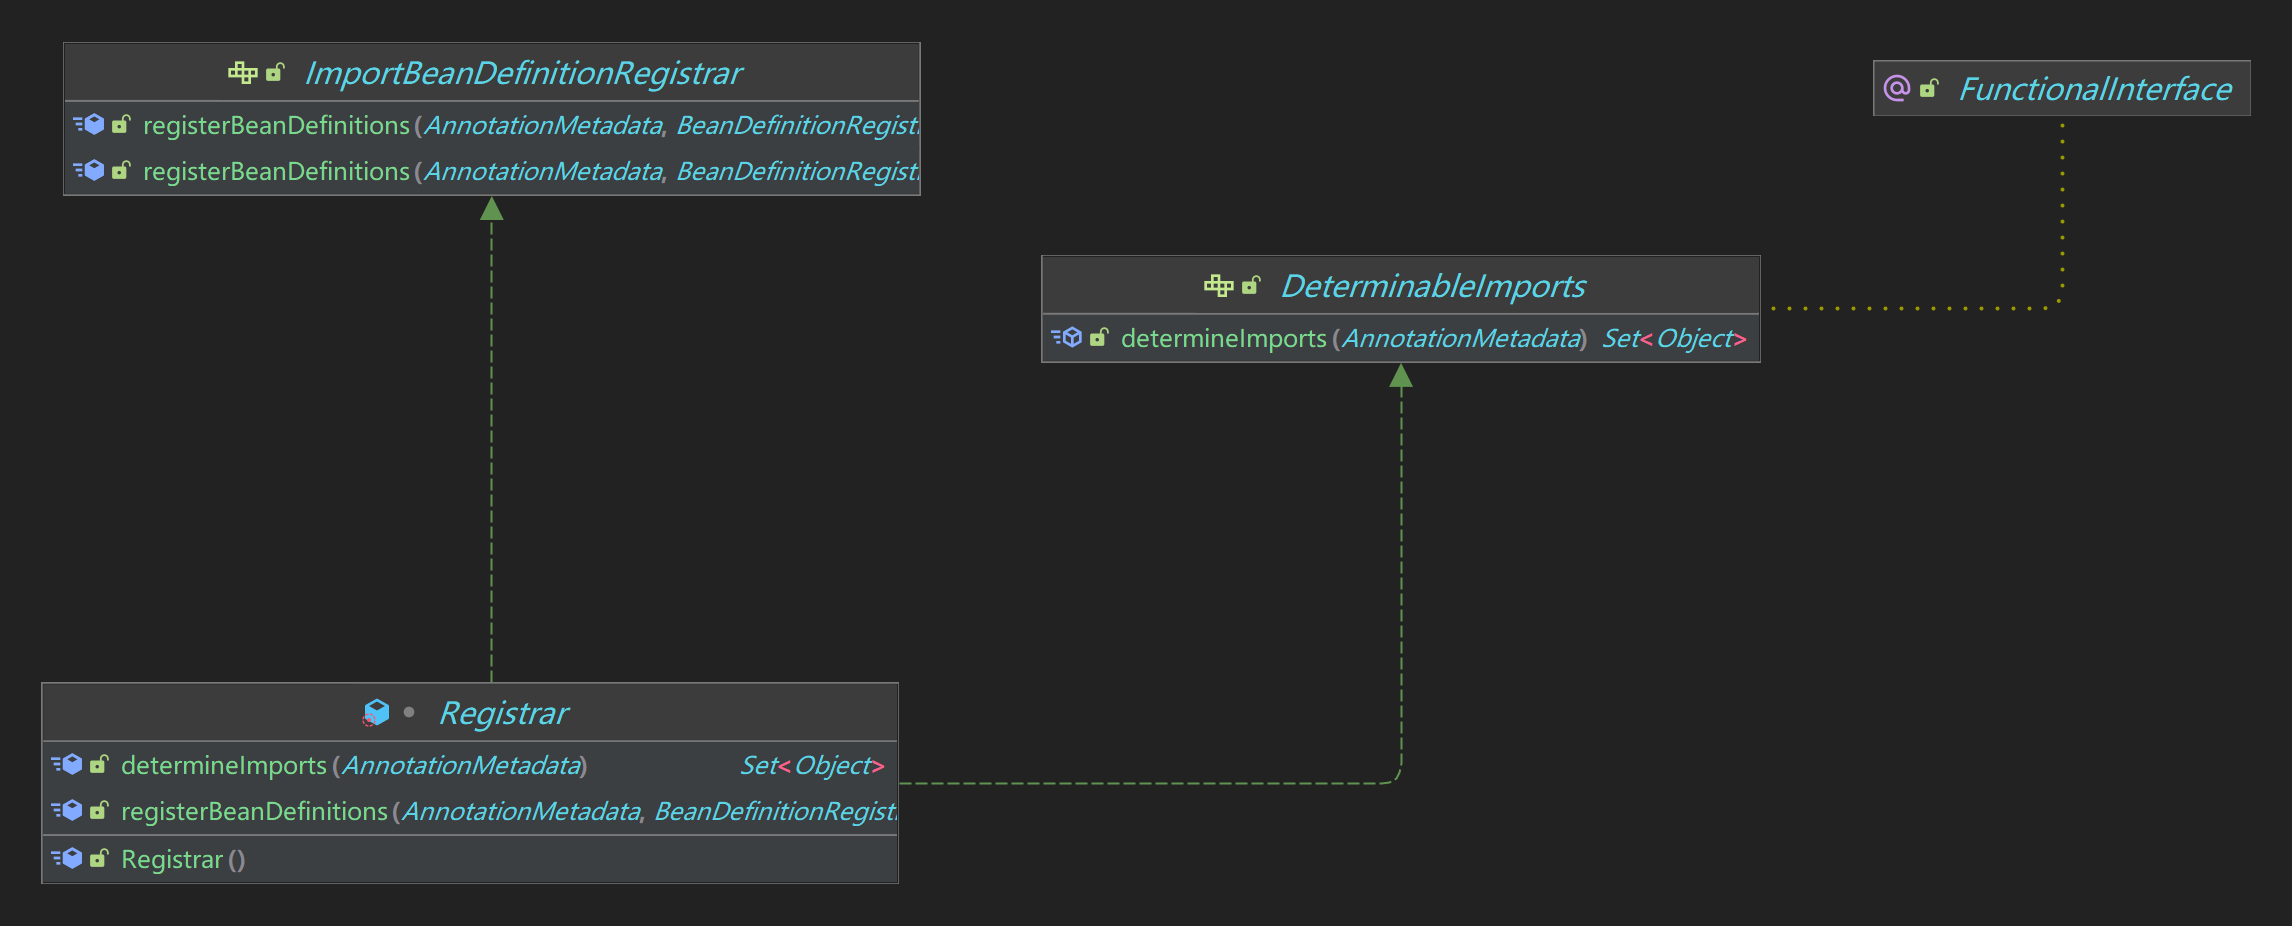 ImportBeanDefinitionRegistrar
registerBeanDefinitions(AnnotationMetadata, BeanDefinitionRegist
registerBeanDefinitions(AnnotationMetadata, BeanDefinitionRegist
FunctionalInterface
DeterminableImports
determineImports(AnnotationMetadata) Set<Object>
Registrar
determineImports(AnnotationMetadata) Set<Object>
registerBeanDefinitions(AnnotationMetadata, BeanDefinitionRegist
Registrar()